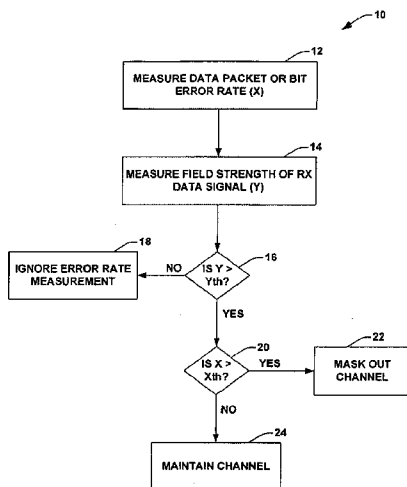 10
12
MEASURE DATA PACKET OR BIT
ERROR RATE (X)
14
MEASURE FIELD STRENGTH OF RX
DATA SIGNAL (Y)
18
IGNORE ERROR RATE
MEASUREMENT
NO
16
IS Y >
Yth?
YES
20
IS X >
Xth?
YES
22
MASK OUT
CHANNEL
NO
24
MAINTAIN CHANNEL